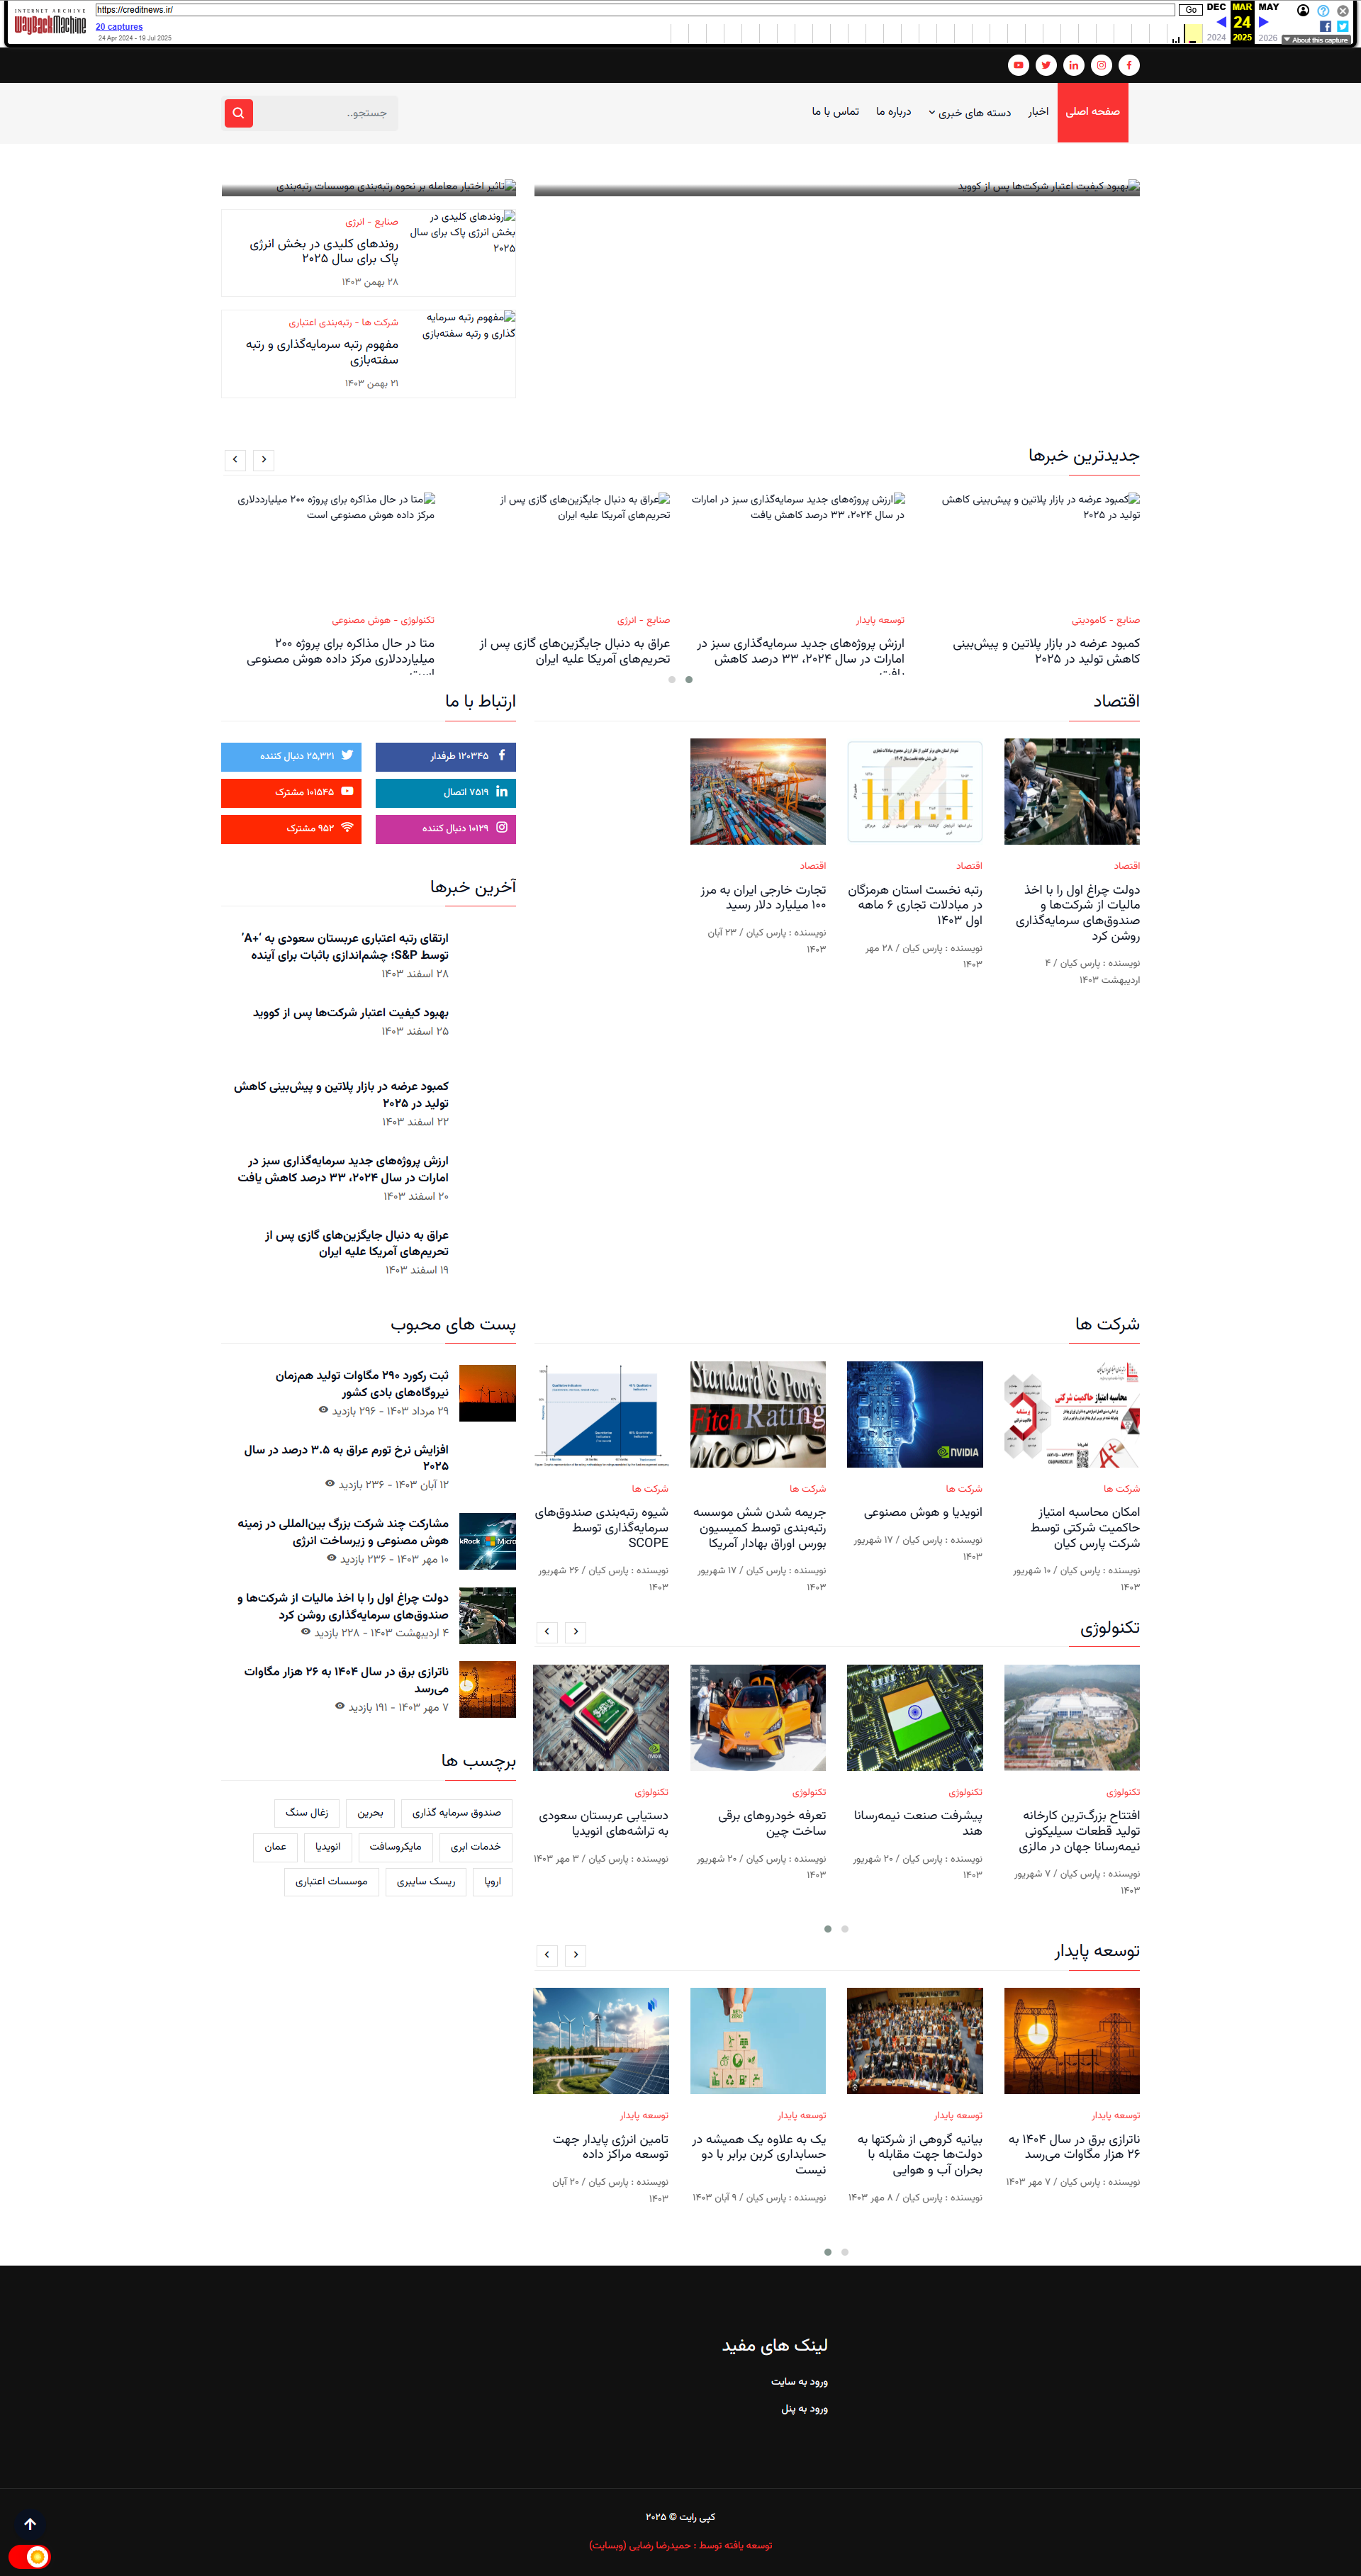 INTERNET ARCHIVE
WayBackMachine
https://creditnews.ir/
Go
20 captures
24 Apr 2024 - 19 Jul 2025
DEC MAR MAY
24
2024 2025 2026
About this capture
صفحه اصلی
اخبار
دسته های خبری
درباره ما
تماس با ما
جستجو..
بهبود کیفیت اعتبار شرکت‌ها پس از کووید
تاثیر اختیار معامله بر نحوه رتبه‌بندی موسسات رتبه‌بندی
روندهای کلیدی در
بخش انرژی پاک برای سال
۲۰۲۵
صنایع - انرژی
روندهای کلیدی در بخش انرژی
پاک برای سال ۲۰۲۵
۲۸ بهمن ۱۴۰۳
مفهوم رتبه سرمایه
گذاری و رتبه سفته‌بازی
شرکت ها - رتبه‌بندی اعتباری
مفهوم رتبه سرمایه‌گذاری و رتبه
سفته‌بازی
۲۱ بهمن ۱۴۰۳
جدیدترین خبرها
کمبود عرضه در بازار پلاتین و پیش‌بینی کاهش
تولید در ۲۰۲۵
صنایع - کامودیتی
کمبود عرضه در بازار پلاتین و پیش‌بینی
کاهش تولید در ۲۰۲۵
ارزش پروژه‌های جدید سرمایه‌گذاری سبز در امارات
در سال ۲۰۲۴، ۳۳ درصد کاهش یافت
توسعه پایدار
ارزش پروژه‌های جدید سرمایه‌گذاری سبز در
امارات در سال ۲۰۲۴، ۳۳ درصد کاهش
یافت
عراق به دنبال جایگزین‌های گازی پس از
تحریم‌های آمریکا علیه ایران
صنایع - انرژی
عراق به دنبال جایگزین‌های گازی پس از
تحریم‌های آمریکا علیه ایران
متا در حال مذاکره برای پروژه ۲۰۰ میلیارددلاری
مرکز داده هوش مصنوعی است
تکنولوژی - هوش مصنوعی
متا در حال مذاکره برای پروژه ۲۰۰
میلیارددلاری مرکز داده هوش مصنوعی
است
اقتصاد
اقتصاد
دولت چراغ اول را با اخذ
مالیات از شرکت‌ها و
صندوق‌های سرمایه‌گذاری
روشن کرد
نویسنده : پارس کیان / ۴
اردیبهشت ۱۴۰۳
اقتصاد
رتبه نخست استان هرمزگان
در مبادلات تجاری ۶ ماهه
اول ۱۴۰۳
نویسنده : پارس کیان / ۲۸ مهر
۱۴۰۳
اقتصاد
تجارت خارجی ایران به مرز
۱۰۰ میلیارد دلار رسید
نویسنده : پارس کیان / ۲۳ آبان
۱۴۰۳
ارتباط با ما
۱۲۰۳۴۵ طرفدار
۲۵,۳۲۱ دنبال کننده
۷۵۱۹ اتصال
۱۰۱۵۴۵ مشترک
۱۰۱۲۹ دنبال کننده
۹۵۲ مشترک
آخرین خبرها
ارتقای رتبه اعتباری عربستان سعودی به ‘A+’
توسط S&P؛ چشم‌اندازی باثبات برای آینده
۲۸ اسفند ۱۴۰۳
بهبود کیفیت اعتبار شرکت‌ها پس از کووید
۲۵ اسفند ۱۴۰۳
کمبود عرضه در بازار پلاتین و پیش‌بینی کاهش
تولید در ۲۰۲۵
۲۲ اسفند ۱۴۰۳
ارزش پروژه‌های جدید سرمایه‌گذاری سبز در
امارات در سال ۲۰۲۴، ۳۳ درصد کاهش یافت
۲۰ اسفند ۱۴۰۳
عراق به دنبال جایگزین‌های گازی پس از
تحریم‌های آمریکا علیه ایران
۱۹ اسفند ۱۴۰۳
شرکت ها
محاسبه امتیاز
حاکمیت شرکتی
شرکت ها
امکان محاسبه امتیاز
حاکمیت شرکتی توسط
شرکت پارس کیان
نویسنده : پارس کیان / ۱۰ شهریور
۱۴۰۳
NVIDIA
شرکت ها
انویدیا و هوش مصنوعی
نویسنده : پارس کیان / ۱۷ شهریور
۱۴۰۳
Standard & Poor's
Fitch Rating
MOODY'S
شرکت ها
جریمه شدن شش موسسه
رتبه‌بندی توسط کمیسیون
بورس اوراق بهادار آمریکا
نویسنده : پارس کیان / ۱۷ شهریور
۱۴۰۳
شرکت ها
شیوه رتبه‌بندی صندوق‌های
سرمایه‌گذاری توسط
SCOPE
نویسنده : پارس کیان / ۲۶ شهریور
۱۴۰۳
پست های محبوب
ثبت رکورد ۲۹۰ مگاوات تولید هم‌زمان
نیروگاه‌های بادی کشور
۲۹ مرداد ۱۴۰۳ - ۲۹۶ بازدید
افزایش نرخ تورم عراق به ۳.۵ درصد در سال
۲۰۲۵
۱۲ آبان ۱۴۰۳ - ۲۳۶ بازدید
kRock
Micro
مشارکت چند شرکت بزرگ بین‌المللی در زمینه
هوش مصنوعی و زیرساخت انرژی
۱۰ مهر ۱۴۰۳ - ۲۳۶ بازدید
دولت چراغ اول را با اخذ مالیات از شرکت‌ها و
صندوق‌های سرمایه‌گذاری روشن کرد
۴ اردیبهشت ۱۴۰۳ - ۲۲۸ بازدید
ناترازی برق در سال ۱۴۰۴ به ۲۶ هزار مگاوات
می‌رسد
۷ مهر ۱۴۰۳ - ۱۹۱ بازدید
تکنولوژی
تکنولوژی
افتتاح بزرگ‌ترین کارخانه
تولید قطعات سیلیکونی
نیمه‌رسانا جهان در مالزی
نویسنده : پارس کیان / ۷ شهریور
۱۴۰۳
تکنولوژی
پیشرفت صنعت نیمه‌رسانا
هند
نویسنده : پارس کیان / ۲۰ شهریور
۱۴۰۳
تکنولوژی
تعرفه خودروهای برقی
ساخت چین
نویسنده : پارس کیان / ۲۰ شهریور
۱۴۰۳
تکنولوژی
دستیابی عربستان سعودی
به تراشه‌های انویدیا
نویسنده : پارس کیان / ۳ مهر ۱۴۰۳
برچسب ها
صندوق سرمایه گذاری
بحرین
زغال سنگ
خدمات ابری
مایکروسافت
انویدیا
عمان
اروپا
ریسک سایبری
موسسات اعتباری
توسعه پایدار
توسعه پایدار
ناترازی برق در سال ۱۴۰۴ به
۲۶ هزار مگاوات می‌رسد
نویسنده : پارس کیان / ۷ مهر ۱۴۰۳
توسعه پایدار
بیانیه گروهی از شرکتها به
دولت‌ها جهت مقابله با
بحران آب و هوایی
نویسنده : پارس کیان / ۸ مهر ۱۴۰۳
توسعه پایدار
یک به علاوه یک همیشه در
حسابداری کربن برابر با دو
نیست
نویسنده : پارس کیان / ۹ آبان ۱۴۰۳
توسعه پایدار
تامین انرژی پایدار جهت
توسعه مراکز داده
نویسنده : پارس کیان / ۲۰ آبان
۱۴۰۳
لینک های مفید
ورود به سایت
ورود به پنل
کپی رایت © ۲۰۲۵
توسعه یافته توسط : حمیدرضا رضایی (وبسایت)